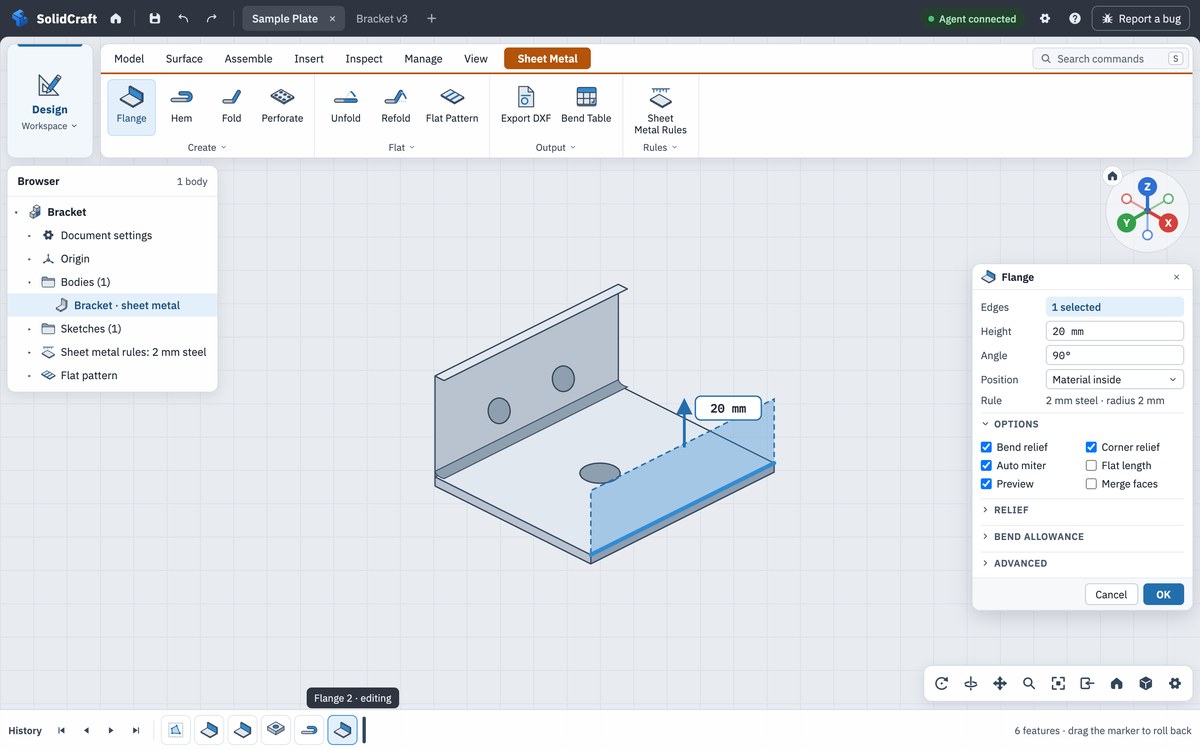 SolidCraft
Sample Plate
Bracket v3
Agent connected
Report a bug
Design
Workspace
Model
Surface
Assemble
Insert
Inspect
Manage
View
Sheet Metal
Search commands
S
Flange
Hem
Fold
Perforate
Create
Unfold
Refold
Flat Pattern
Flat
Export DXF
Bend Table
Output
Sheet
Metal Rules
Rules
Browser
1 body
Bracket
Document settings
Origin
Bodies (1)
Bracket · sheet metal
Sketches (1)
Sheet metal rules: 2 mm steel
Flat pattern
Z
Y
X
20 mm
Flange
Edges
1 selected
Height
20 mm
Angle
90°
Position
Material inside
Rule
2 mm steel · radius 2 mm
OPTIONS
Bend relief
Corner relief
Auto miter
Flat length
Preview
Merge faces
RELIEF
BEND ALLOWANCE
ADVANCED
Cancel
OK
Flange 2 · editing
History
6 features · drag the marker to roll back